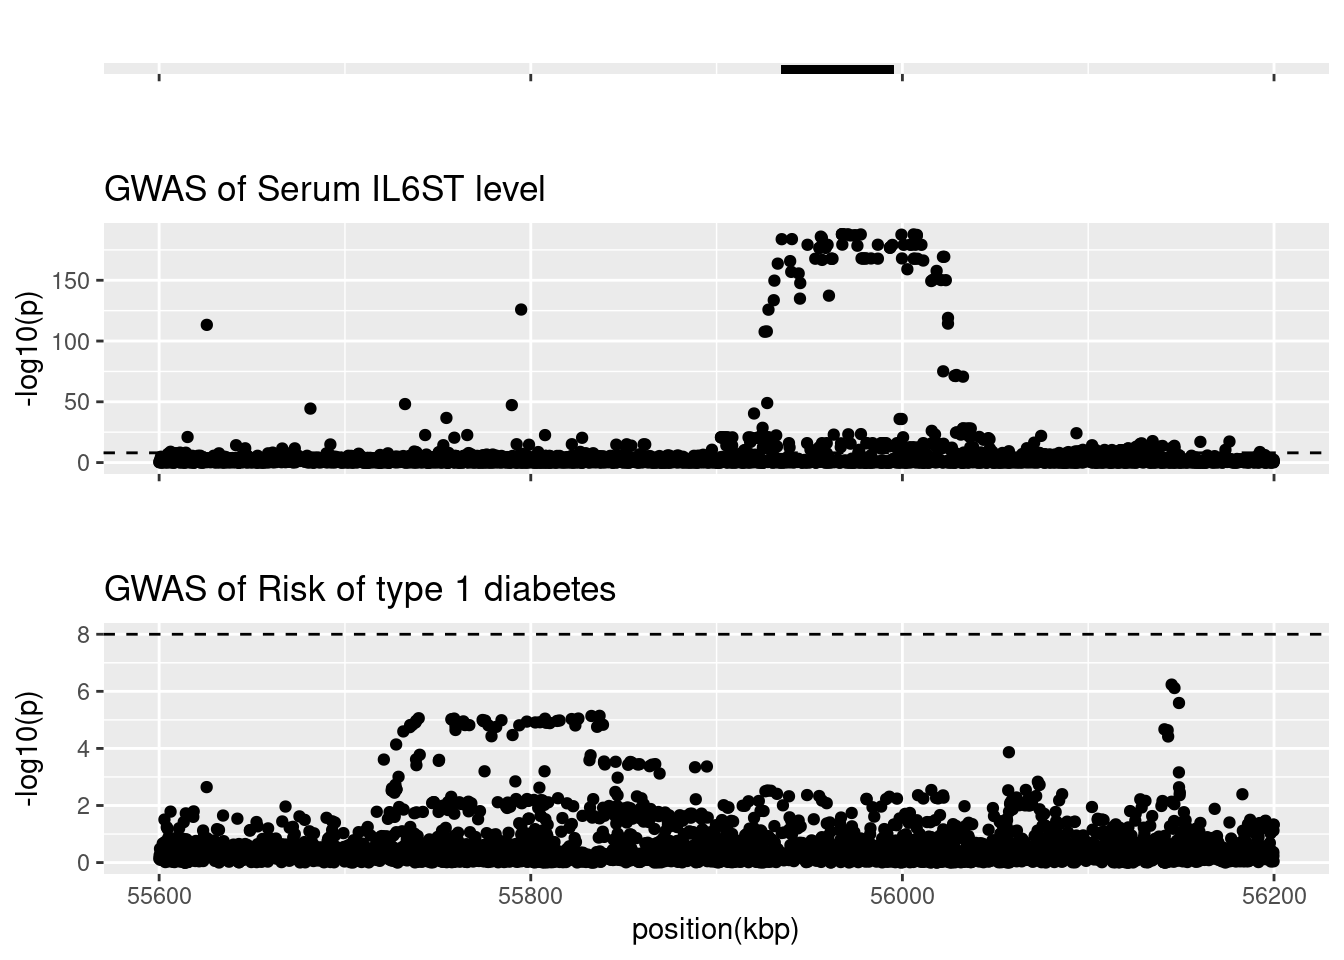 GWAS of Serum IL6ST level
-log10(p)
150
100
50
0
GWAS of Risk of type 1 diabetes
-log10(p)
8
6
4
2
0
55600 55800 56000 56200
position(kbp)